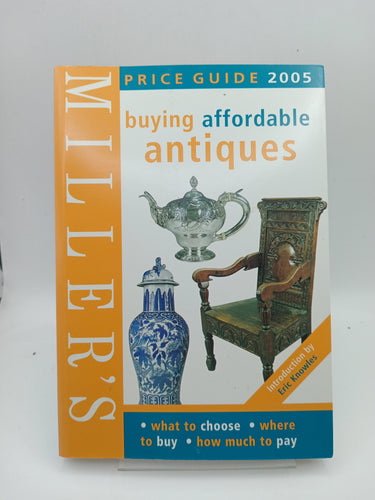 MILLER'S
PRICE GUIDE 2005
buying affordable
antiques
Introduction by
Eric Knowles
• what to choose • where
to buy • how much to pay